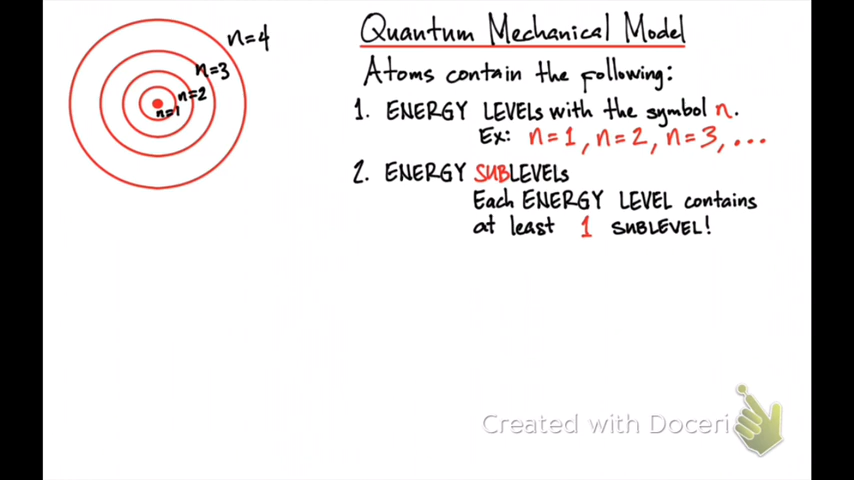 n=4
n=3
n=2
n=1
Quantum Mechanical Model
Atoms contain the following:
1. ENERGY LEVELs with the symbol n.
Ex: n=1, n=2, n=3, ...
2. ENERGY SUBLEVELs
Each ENERGY LEVEL contains
at least 1 SUBLEVEL!
Created with Doceri